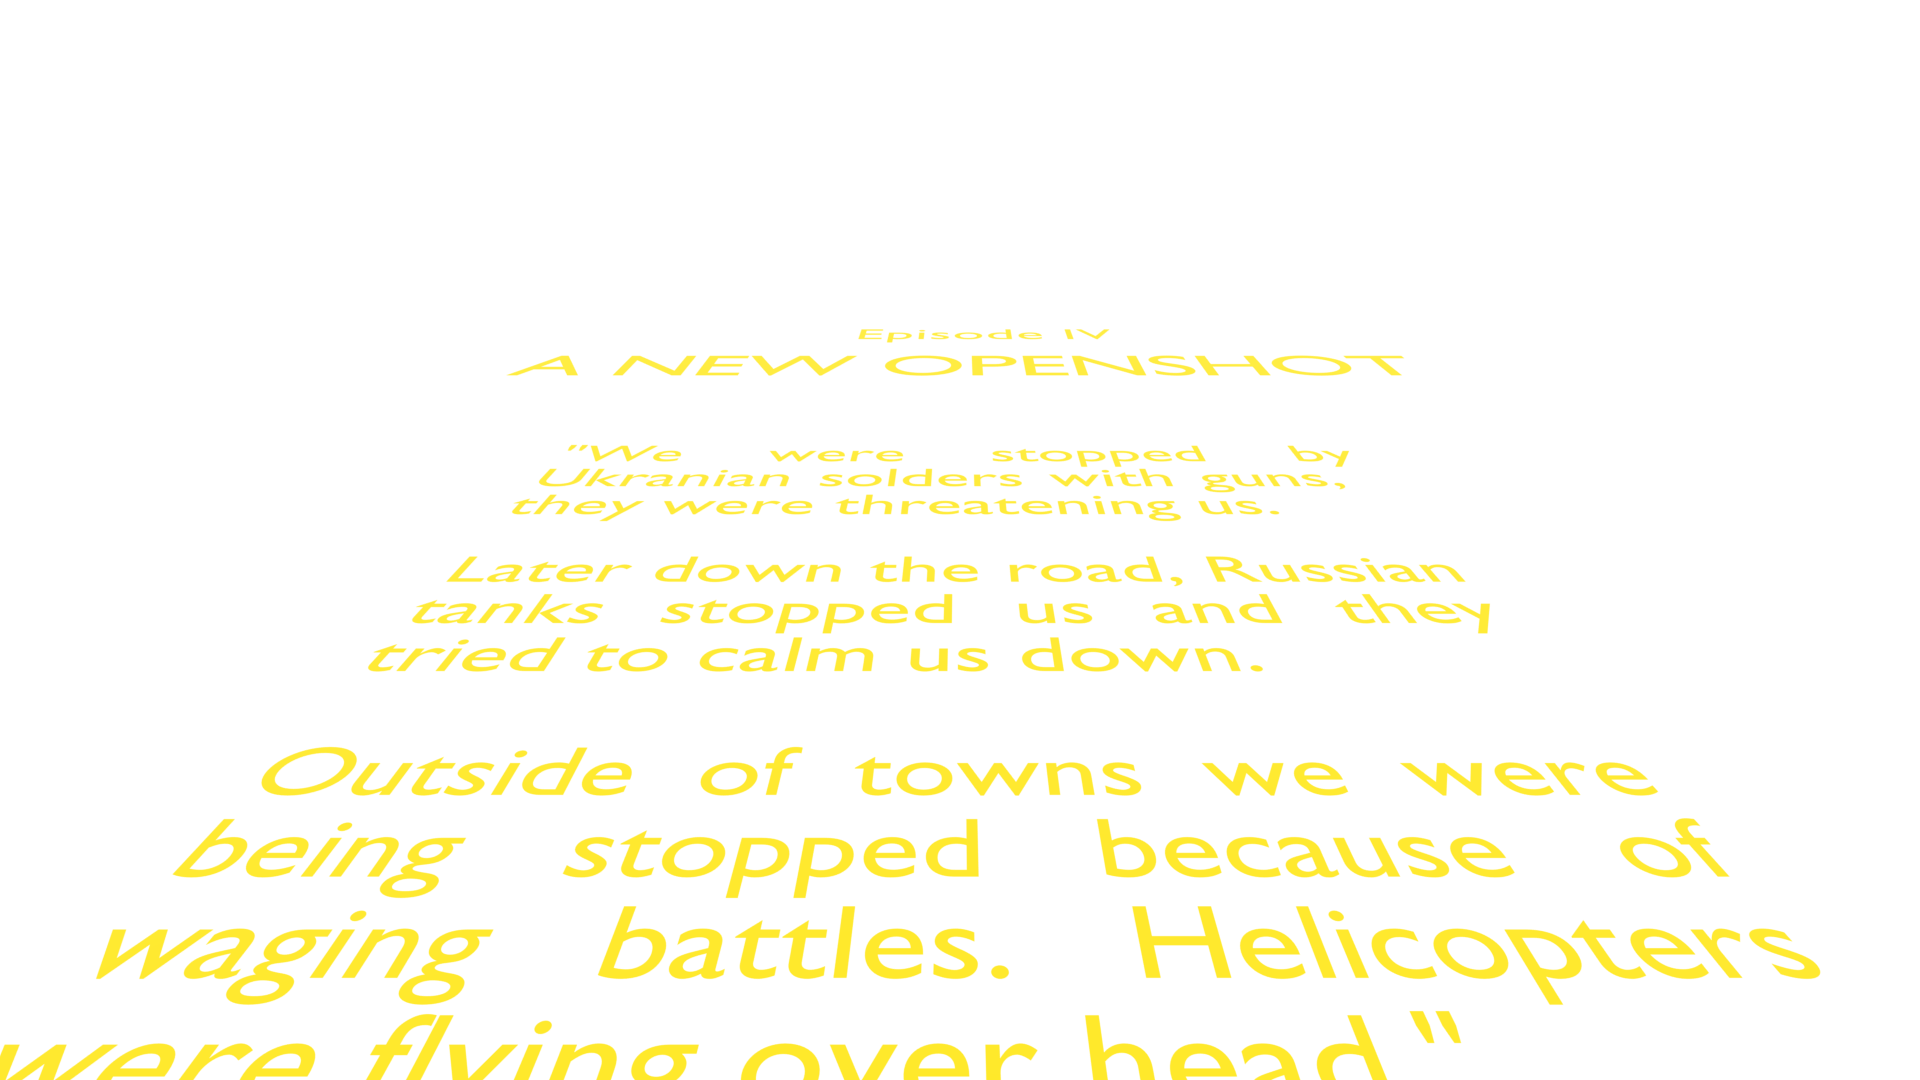 Episode IV
A NEW OPENSHOT
"We were stopped by
Ukranian solders with guns,
they were threatening us.
Later down the road, Russian
tanks stopped us and they
tried to calm us down.
Outside of towns we were
being stopped because of
waging battles. Helicopters
were flying over head."